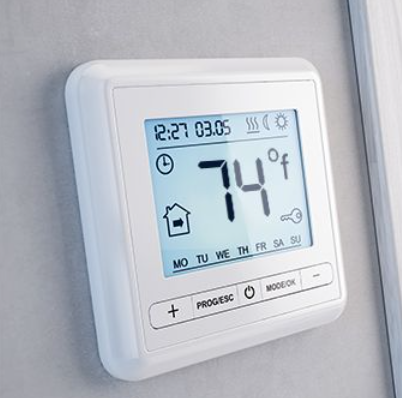 12:27 03.05
74°f
MO TU WE TH FR SA SU
+ PROG/ESC MODE/OK −